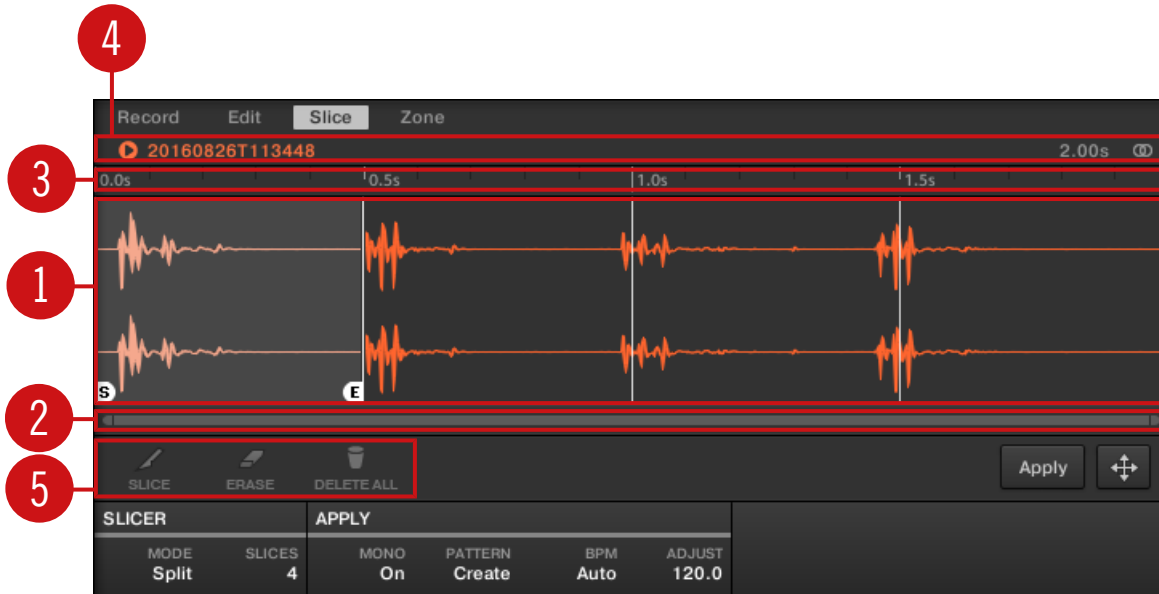 4
Record Edit Slice Zone
20160826T113448 2.00s
3
0.0s 0.5s 1.0s 1.5s
1
S E
2
5
SLICE ERASE DELETE ALL Apply
SLICER APPLY
MODE SLICES MONO PATTERN BPM ADJUST
Split 4 On Create Auto 120.0